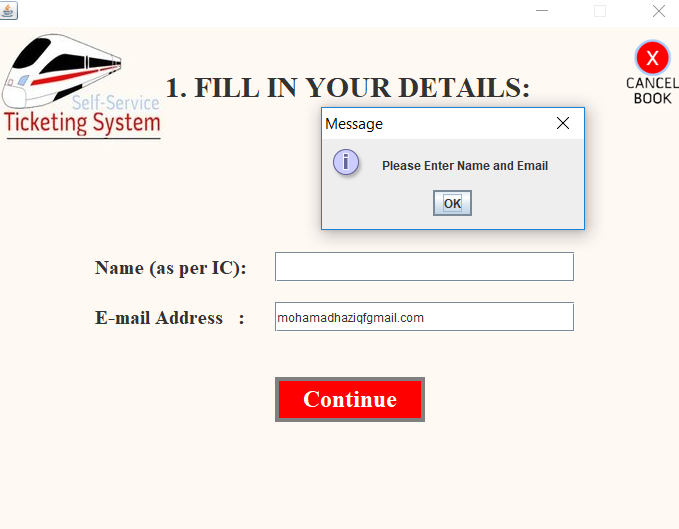 1. FILL IN YOUR DETAILS:
X
CANCEL
BOOK
Self-Service
Ticketing System
Message
i
Please Enter Name and Email
OK
Name (as per IC):
E-mail Address :
mohamadhaziqfgmail.com
Continue